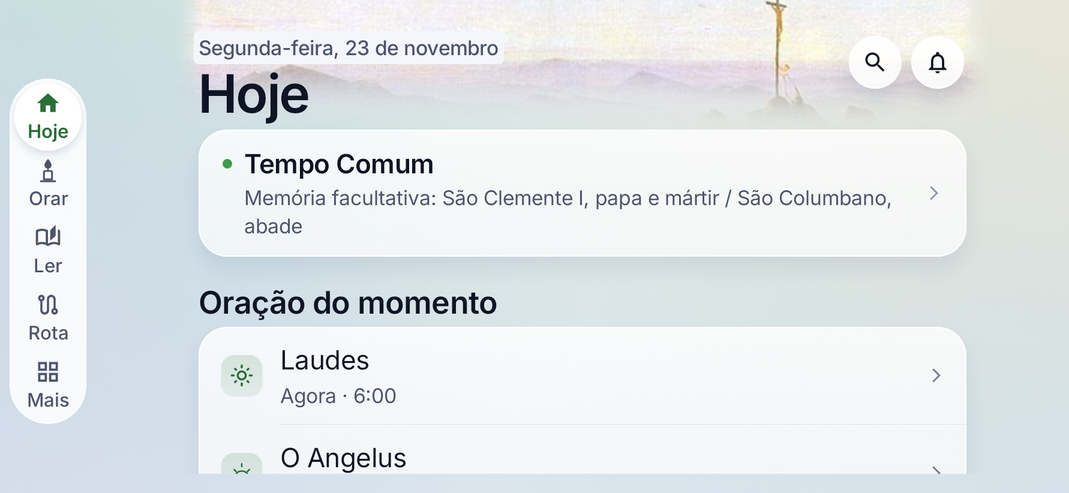 Segunda-feira, 23 de novembro
Hoje
Tempo Comum
Memória facultativa: São Clemente I, papa e mártir / São Columbano,
abade
Oração do momento
Laudes
Agora · 6:00
O Angelus
Hoje
Orar
Ler
Rota
Mais